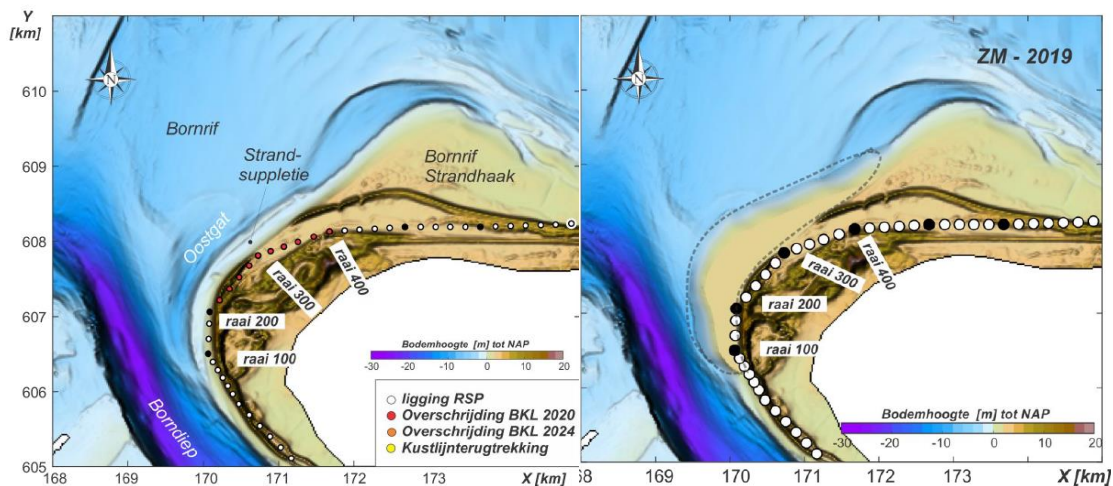 Y
[km]
610
609
608
607
606
605
168
169
170
171
172
173
X [km]
N
Bornrif
Strand-
suppletie
Bornrif
Strandhaak
Oostgat
raai 400
raai 300
raai 200
raai 100
Borndiep
Bodemhoogte [m] tot NAP
-30 -20 -10 0 10 20
ligging RSP
Overschrijding BKL 2020
Overschrijding BKL 2024
Kustlijnterugtrekking
ZM - 2019
N
raai 400
raai 300
raai 200
raai 100
Bodemhoogte [m] tot NAP
-30 -20 -10 0 10 20
168
169
170
171
172
173
X [km]